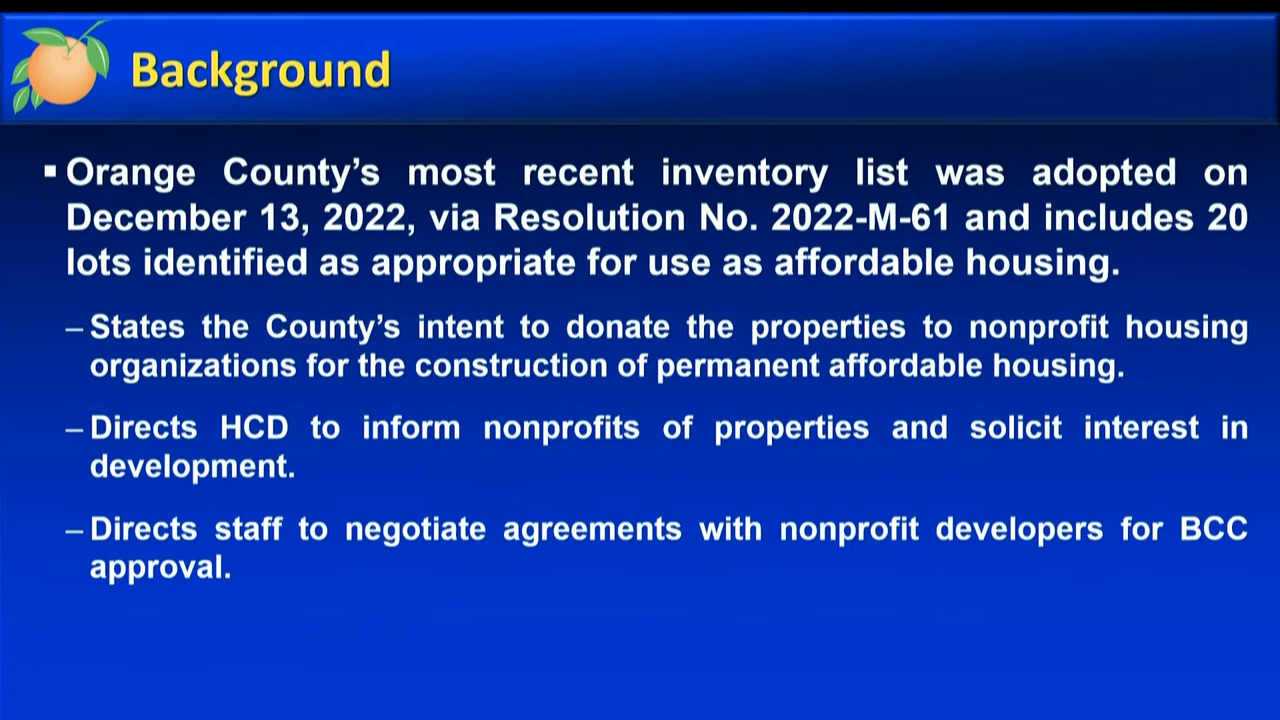 Background
▪ Orange County’s most recent inventory list was adopted on
December 13, 2022, via Resolution No. 2022-M-61 and includes 20
lots identified as appropriate for use as affordable housing.
– States the County’s intent to donate the properties to nonprofit housing
organizations for the construction of permanent affordable housing.
– Directs HCD to inform nonprofits of properties and solicit interest in
development.
– Directs staff to negotiate agreements with nonprofit developers for BCC
approval.